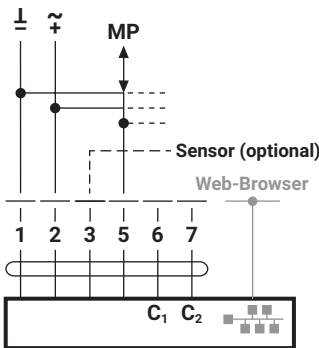 ⊥ ~
= +
MP
Sensor (optional)
Web-Browser
1 2 3 5 6 7
C₁ C₂